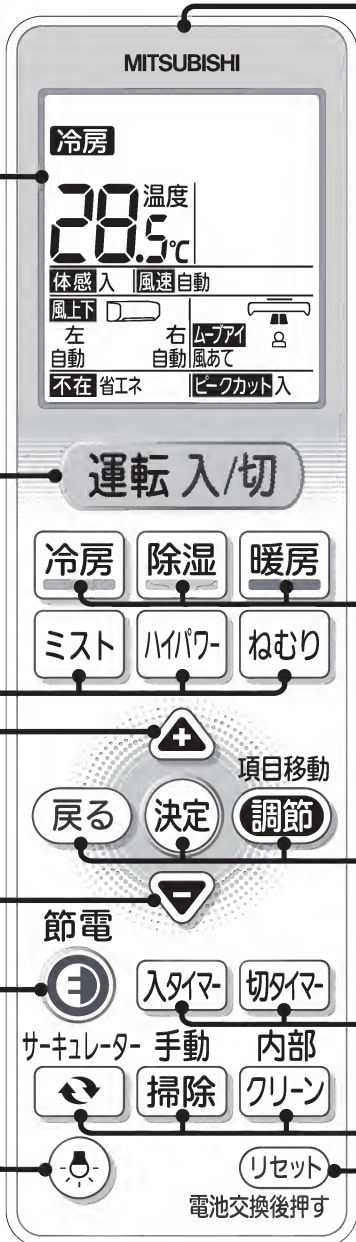 MITSUBISHI
冷房
28.5℃ 温度
体感 入 風速 自動
風上下
左 右 ムーブアイ
自動 自動 風あて
不在 省エネ ピークカット 入
運転 入/切
冷房 除湿 暖房
ミスト ハイパワー ねむり
+
項目移動
戻る 決定 調節
-
節電
入タイマー 切タイマー
サーキュレーター 手動 内部
掃除 クリーン
リセット
電池交換後押す